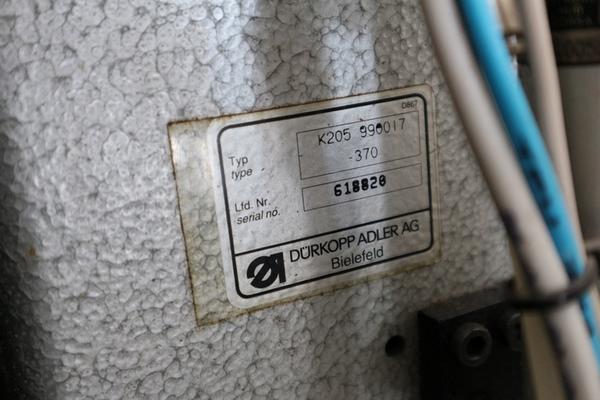 D867
Typ
type
K205 990017
-370
Lfd. Nr.
serial no.
618820
DÜRKOPP ADLER AG
Bielefeld